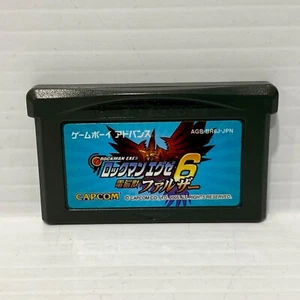 ゲームボーイ アドバンス
AGB-BR6J-JPN
ROCKMAN EXE 6
ロックマン エグゼ 6
電脳獣 ファルザー
CAPCOM